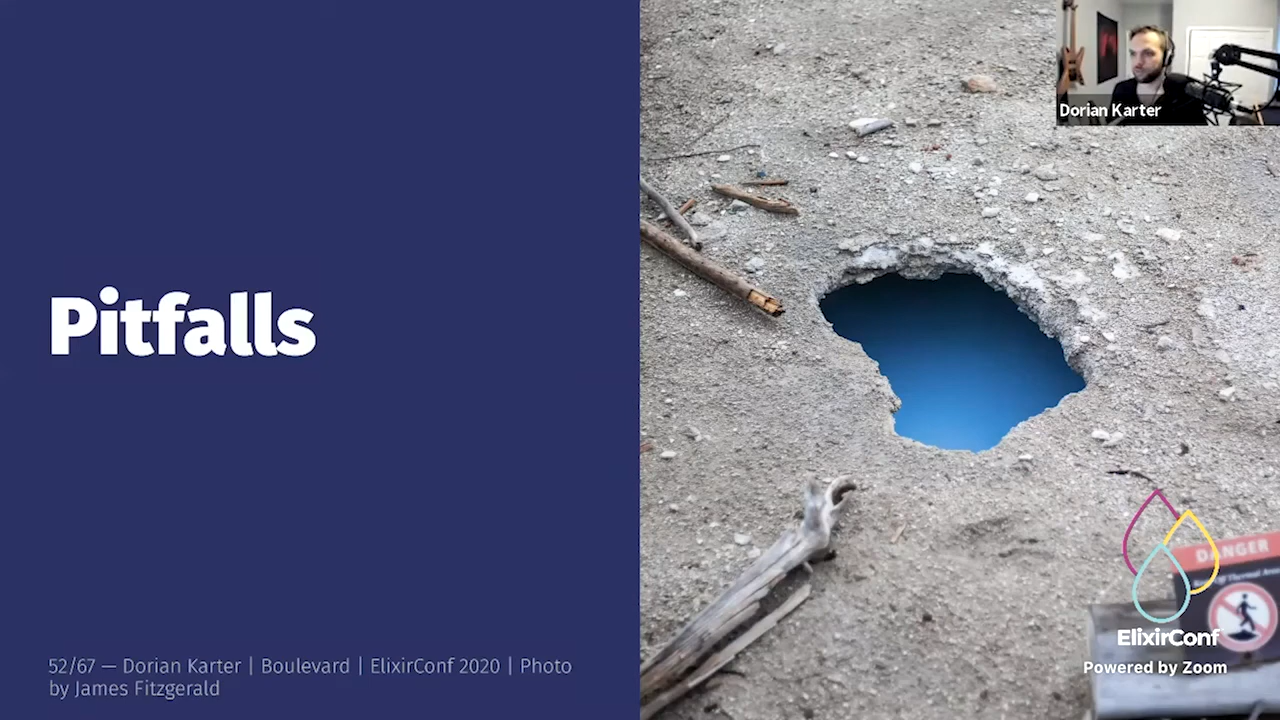 Dorian Karter
Pitfalls
DANGER
ElixirConf
Powered by Zoom
52/67 — Dorian Karter | Boulevard | ElixirConf 2020 | Photo
by James Fitzgerald